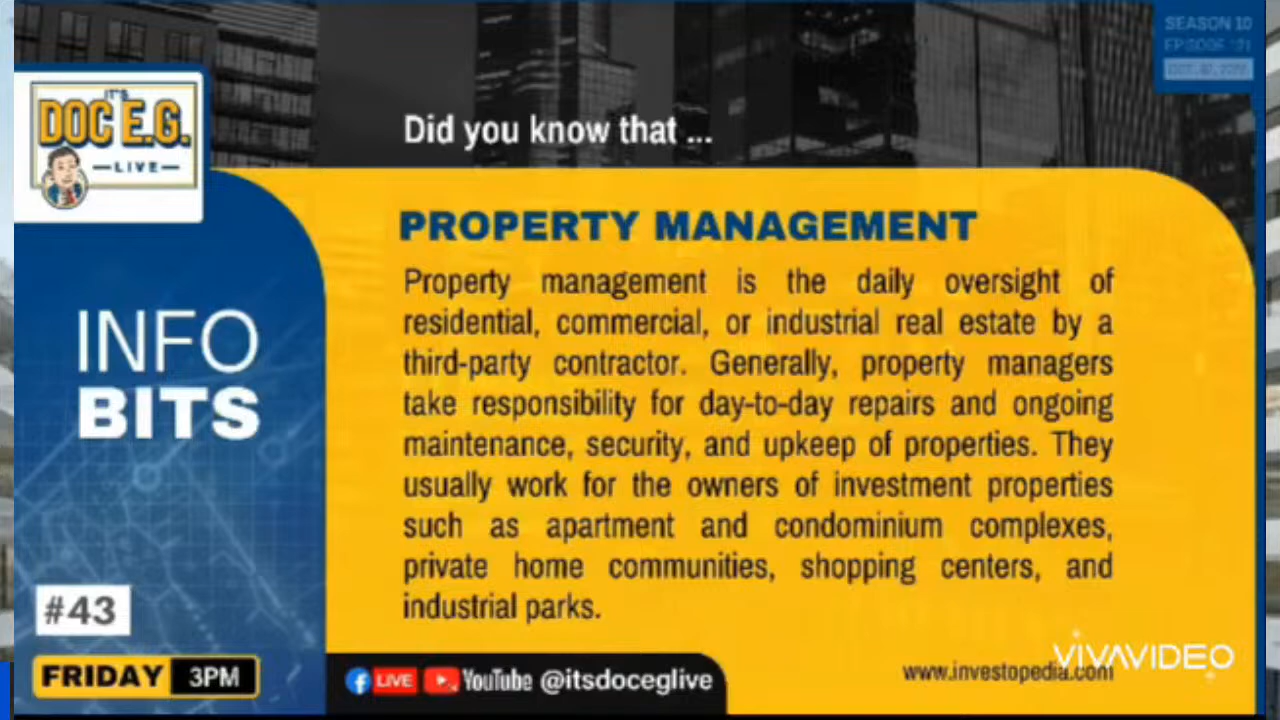 SEASON 10
IT'S
DOC E.G.
LIVE
Did you know that ...
PROPERTY MANAGEMENT
Property management is the daily oversight of
residential, commercial, or industrial real estate by a
third-party contractor. Generally, property managers
take responsibility for day-to-day repairs and ongoing
maintenance, security, and upkeep of properties. They
usually work for the owners of investment properties
such as apartment and condominium complexes,
private home communities, shopping centers, and
industrial parks.
INFO
BITS
#43
FRIDAY 3PM
LIVE YouTube @itsdoceglive
www.investopedia.com
VIVAVIDEO